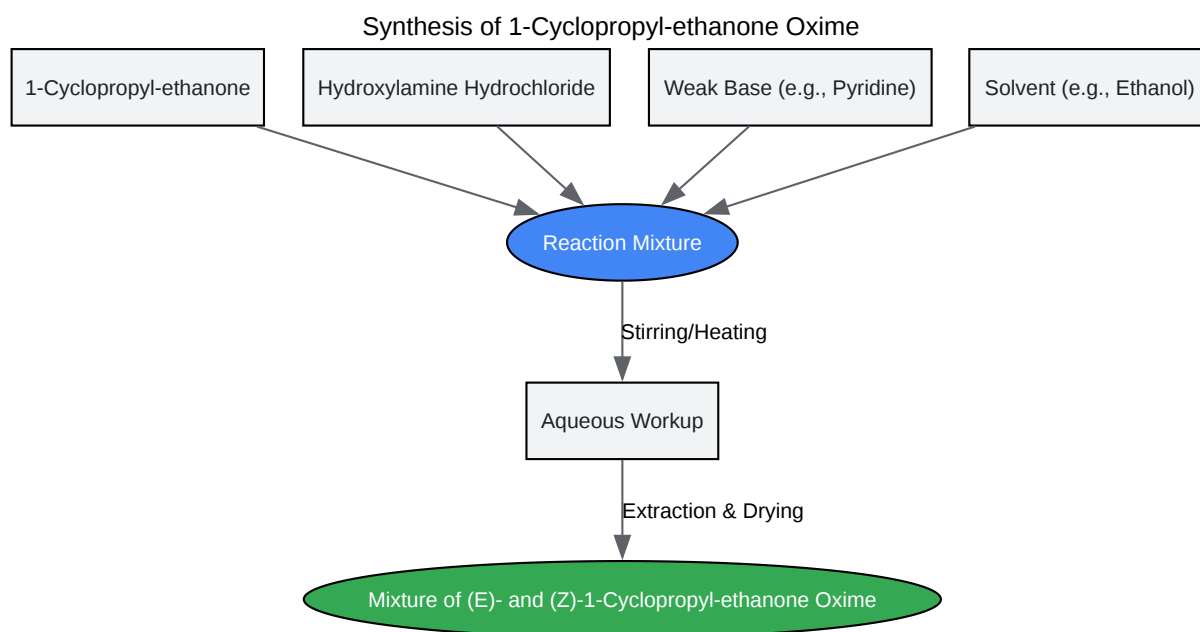 Synthesis of 1-Cyclopropyl-ethanone Oxime
1-Cyclopropyl-ethanone
Hydroxylamine Hydrochloride
Weak Base (e.g., Pyridine)
Solvent (e.g., Ethanol)
Reaction Mixture
Stirring/Heating
Aqueous Workup
Extraction & Drying
Mixture of (E)- and (Z)-1-Cyclopropyl-ethanone Oxime